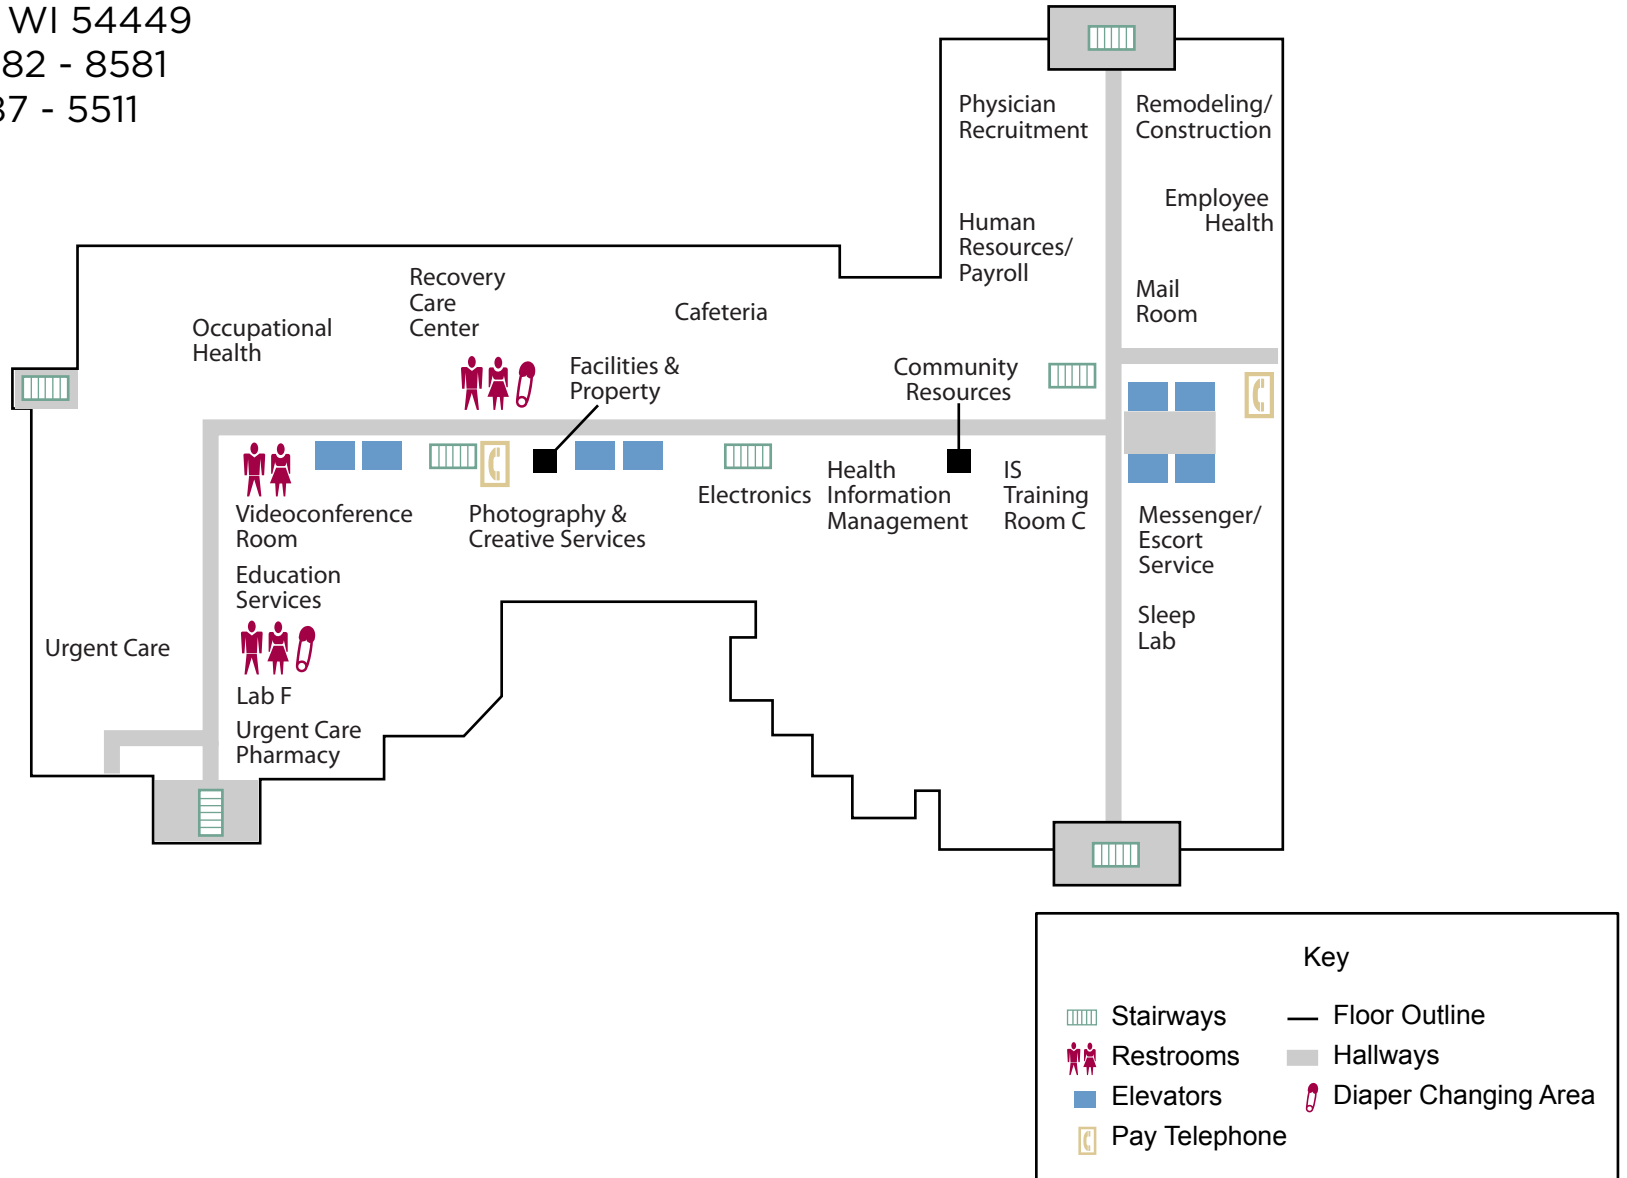 WI 54449
82 - 8581
37 - 5511
Physician
Recruitment
Remodeling/
Construction
Employee
Health
Human
Resources/
Payroll
Mail
Room
Recovery
Care
Center
Cafeteria
Occupational
Health
Facilities &
Property
Community
Resources
Health
Information
Management
IS
Training
Room C
Electronics
Videoconference
Room
Photography &
Creative Services
Messenger/
Escort
Service
Education
Services
Sleep
Lab
Urgent Care
Lab F
Urgent Care
Pharmacy
Key
Stairways
Floor Outline
Restrooms
Hallways
Elevators
Diaper Changing Area
Pay Telephone